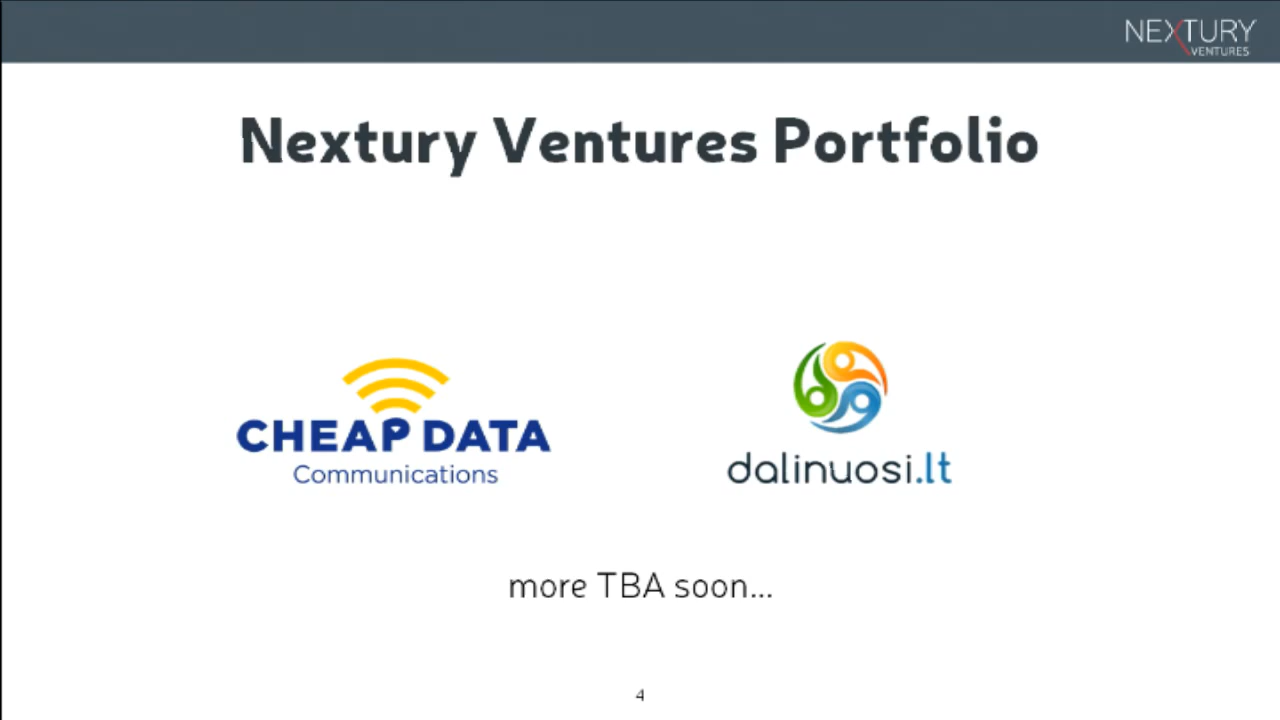 NEXTURY
VENTURES
Nextury Ventures Portfolio
CHEAP DATA
Communications
dalinuosi.lt
more TBA soon...
4